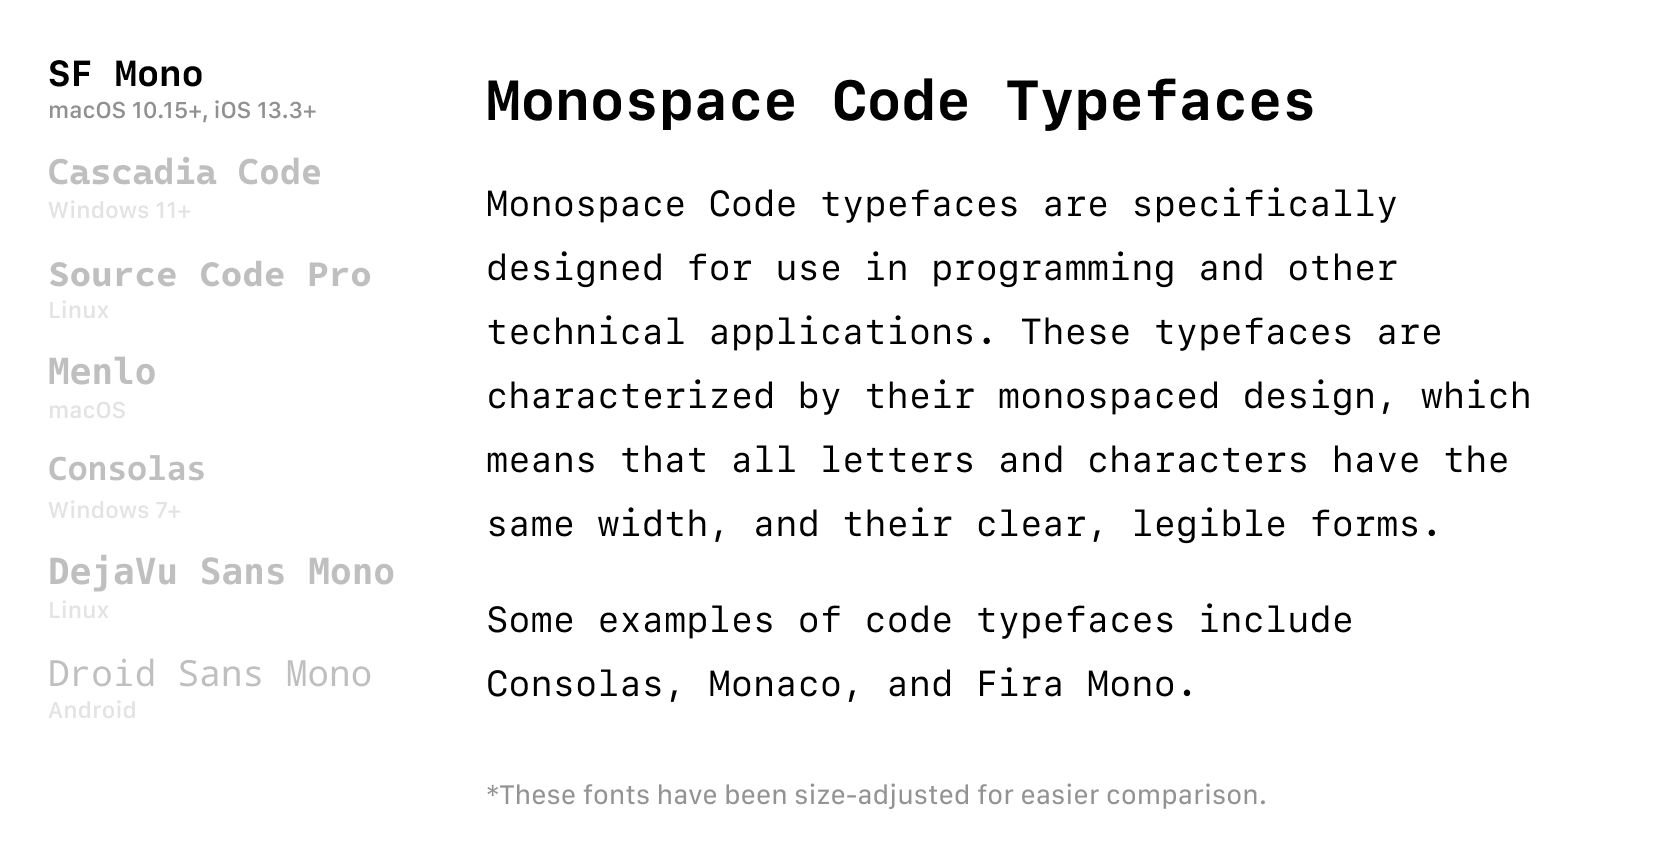 SF Mono
macOS 10.15+, iOS 13.3+
Cascadia Code
Windows 11+
Source Code Pro
Linux
Menlo
macOS
Consolas
Windows 7+
DejaVu Sans Mono
Linux
Droid Sans Mono
Android
Monospace Code Typefaces
Monospace Code typefaces are specifically
designed for use in programming and other
technical applications. These typefaces are
characterized by their monospaced design, which
means that all letters and characters have the
same width, and their clear, legible forms.
Some examples of code typefaces include
Consolas, Monaco, and Fira Mono.
*These fonts have been size-adjusted for easier comparison.